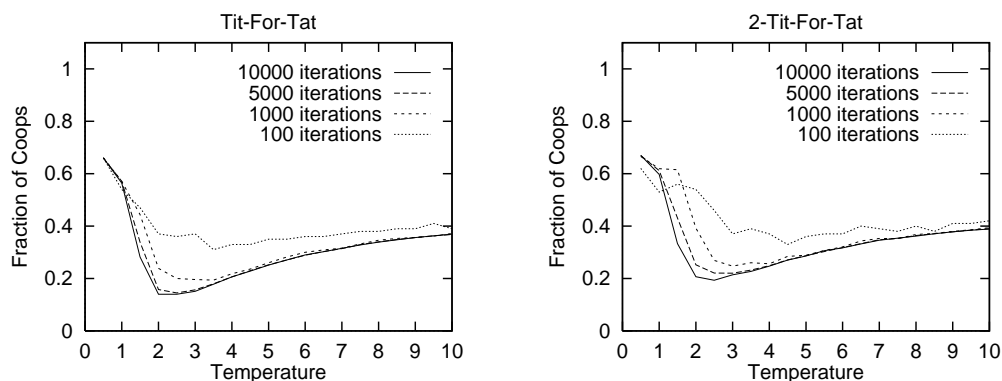 Tit-For-Tat
1
0.8
0.6
0.4
0.2
0
Fraction of Coops
10000 iterations
5000 iterations
1000 iterations
100 iterations
0 1 2 3 4 5 6 7 8 9 10
Temperature
2-Tit-For-Tat
1
0.8
0.6
0.4
0.2
0
Fraction of Coops
10000 iterations
5000 iterations
1000 iterations
100 iterations
0 1 2 3 4 5 6 7 8 9 10
Temperature